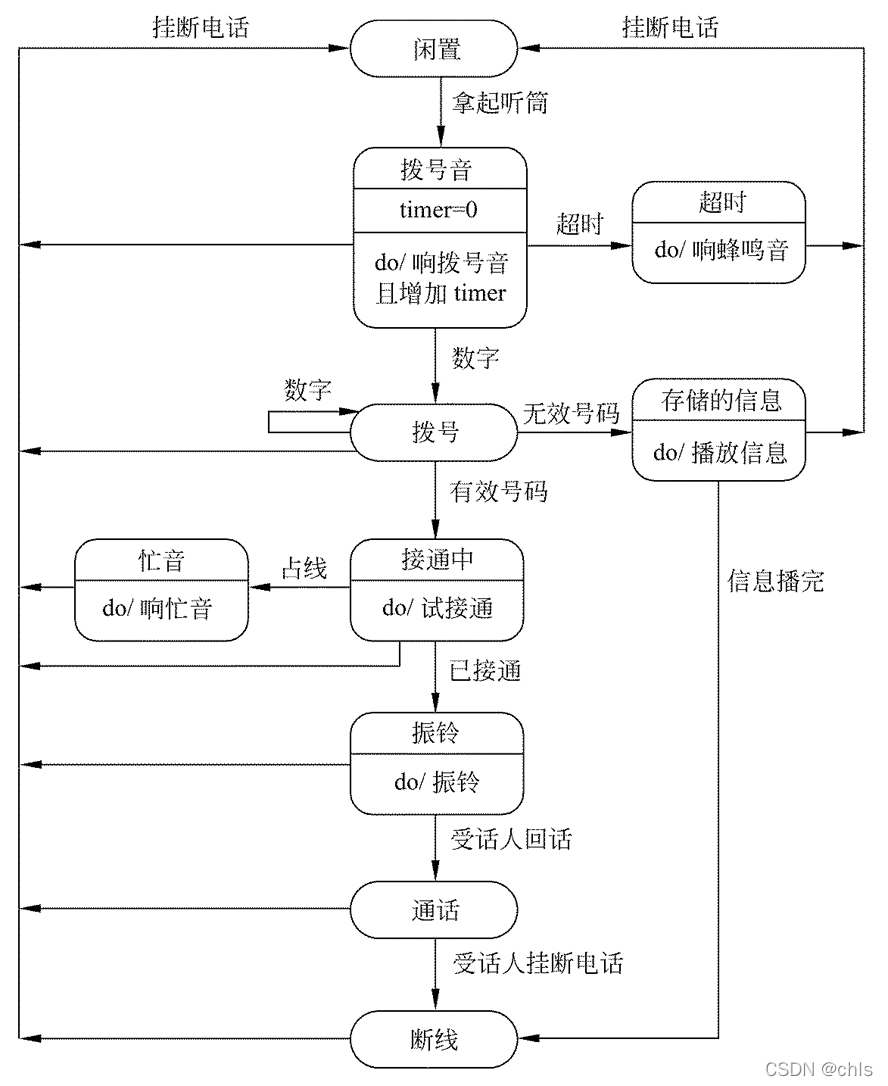 挂断电话
闲置
挂断电话
拿起听筒
拨号音
timer=0
do/ 响拨号音
且增加 timer
超时
超时
do/ 响蜂鸣音
数字
数字
拨号
无效号码
存储的信息
do/ 播放信息
有效号码
忙音
do/ 响忙音
占线
接通中
do/ 试接通
信息播完
已接通
振铃
do/ 振铃
受话人回话
通话
受话人挂断电话
断线
CSDN @chls